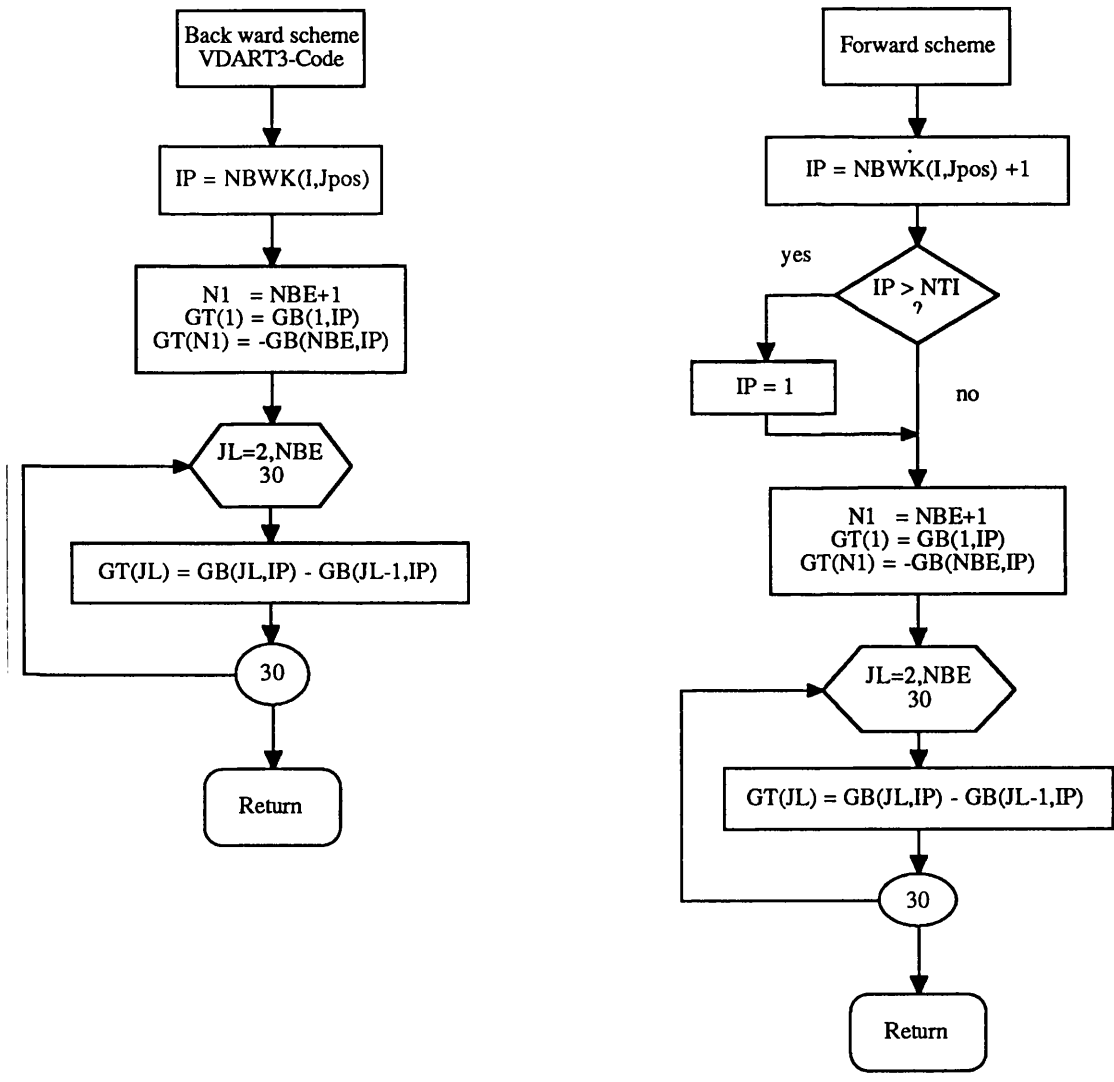 Back ward scheme
VDART3-Code
IP = NBWK(I,Jpos)
N1 = NBE+1
GT(1) = GB(1,IP)
GT(N1) = -GB(NBE,IP)
JL=2,NBE
30
GT(JL) = GB(JL,IP) - GB(JL-1,IP)
30
Return
Forward scheme
IP = NBWK(I,Jpos) +1
yes
IP > NTI
?
IP = 1
no
N1 = NBE+1
GT(1) = GB(1,IP)
GT(N1) = -GB(NBE,IP)
JL=2,NBE
30
GT(JL) = GB(JL,IP) - GB(JL-1,IP)
30
Return